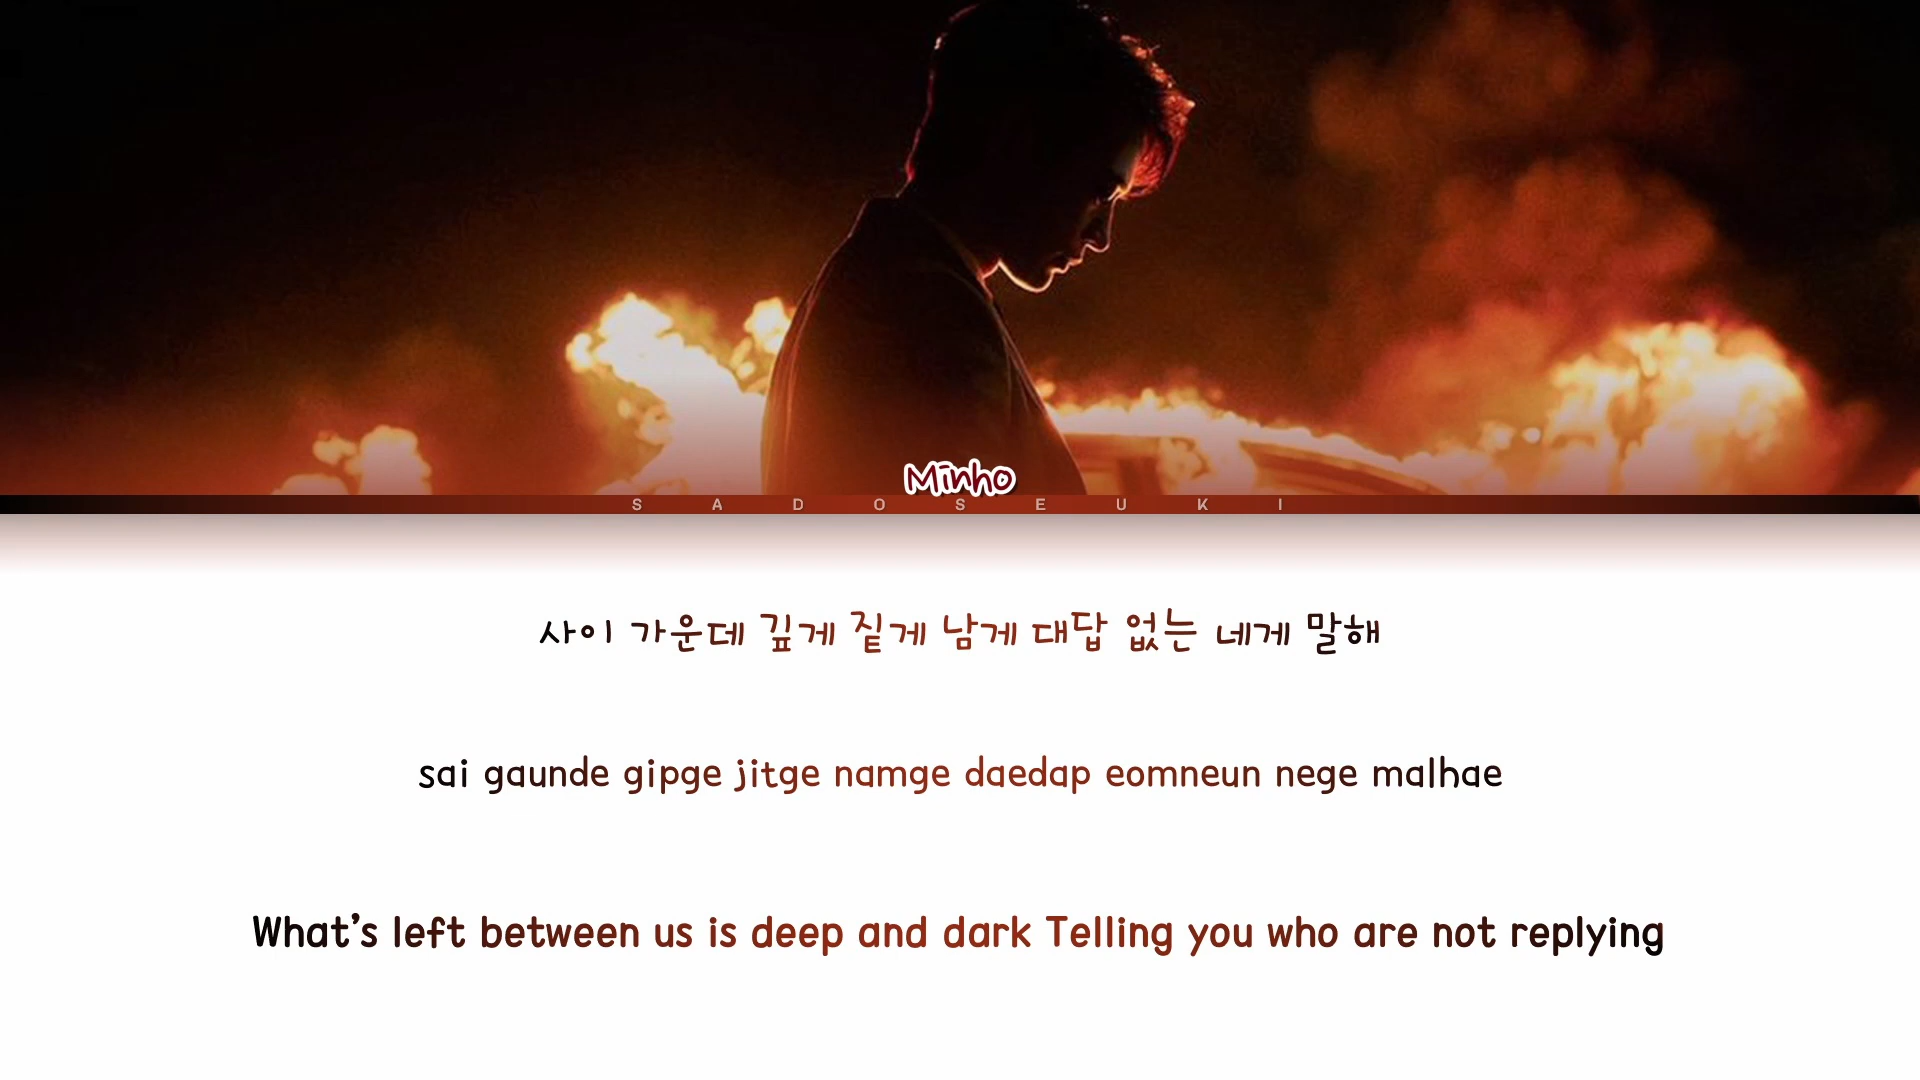 Minho
SADOSEUKI
사이 가운데 깊게 짙게 남게 대답 없는 네게 말해
sai gaunde gipge jitge namge daedap eomneun nege malhae
What's left between us is deep and dark Telling you who are not replying